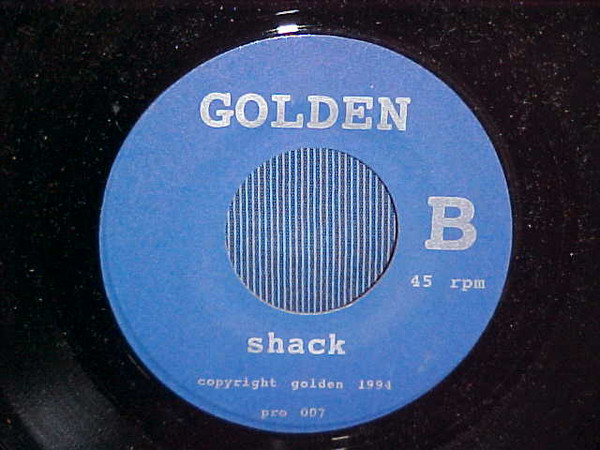 GOLDEN
B
45 rpm
shack
copyright golden 1994
pro 007